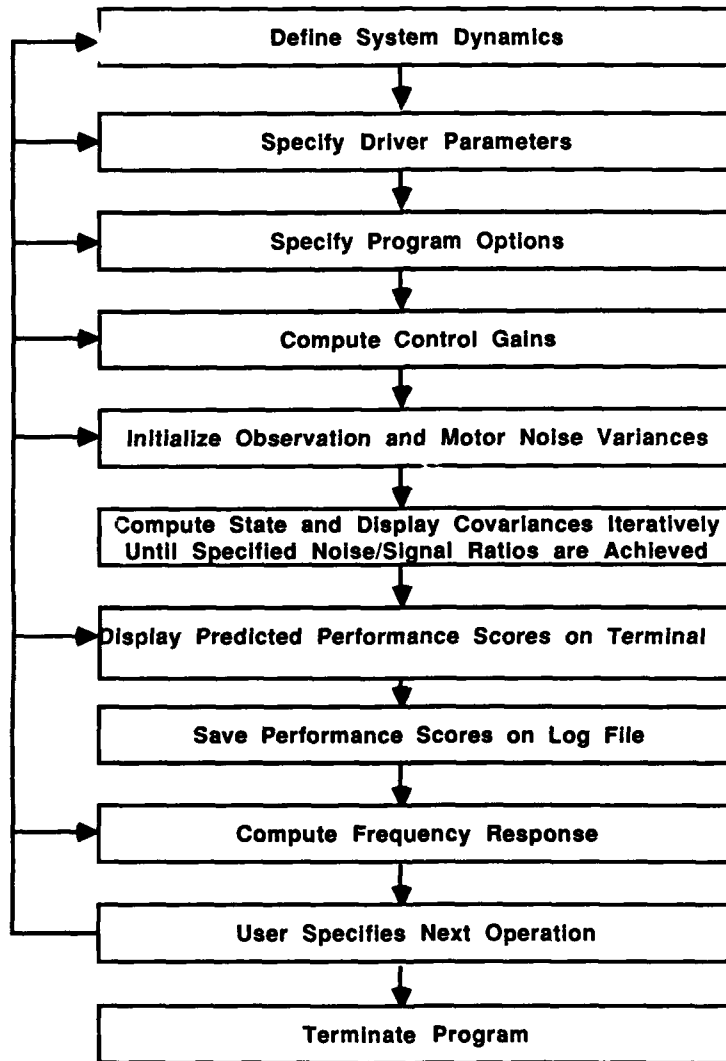 Define System Dynamics
Specify Driver Parameters
Specify Program Options
Compute Control Gains
Initialize Observation and Motor Noise Variances
Compute State and Display Covariances Iteratively
Until Specified Noise/Signal Ratios are Achieved
Display Predicted Performance Scores on Terminal
Save Performance Scores on Log File
Compute Frequency Response
User Specifies Next Operation
Terminate Program